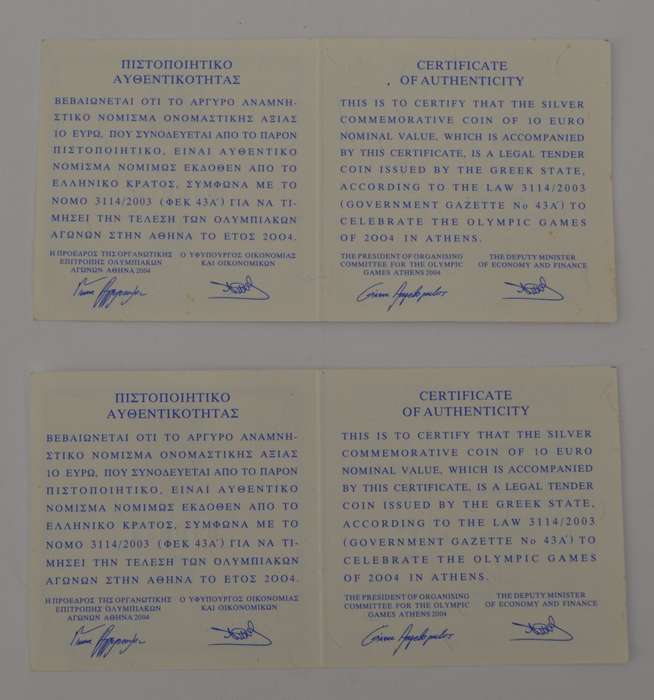 ΠΙΣΤΟΠΟΙΗΤΙΚΟ
ΑΥΘΕΝΤΙΚΟΤΗΤΑΣ
ΒΕΒΑΙΩΝΕΤΑΙ ΟΤΙ ΤΟ ΑΡΓΥΡΟ ΑΝΑΜΝΗ-
ΣΤΙΚΟ ΝΟΜΙΣΜΑ ΟΝΟΜΑΣΤΙΚΗΣ ΑΞΙΑΣ
10 ΕΥΡΩ, ΠΟΥ ΣΥΝΟΔΕΥΕΤΑΙ ΑΠΟ ΤΟ ΠΑΡΟΝ
ΠΙΣΤΟΠΟΙΗΤΙΚΟ, ΕΙΝΑΙ ΑΥΘΕΝΤΙΚΟ
ΝΟΜΙΣΜΑ ΝΟΜΙΜΩΣ ΕΚΔΟΘΕΝ ΑΠΟ ΤΟ
ΕΛΛΗΝΙΚΟ ΚΡΑΤΟΣ, ΣΥΜΦΩΝΑ ΜΕ ΤΟ
ΝΟΜΟ 3114/2003 (ΦΕΚ 43Α΄) ΓΙΑ ΝΑ ΤΙ-
ΜΗΣΕΙ ΤΗΝ ΤΕΛΕΣΗ ΤΩΝ ΟΛΥΜΠΙΑΚΩΝ
ΑΓΩΝΩΝ ΣΤΗΝ ΑΘΗΝΑ ΤΟ ΕΤΟΣ 2004.
Η ΠΡΟΕΔΡΟΣ ΤΗΣ ΟΡΓΑΝΩΤΙΚΗΣ
ΕΠΙΤΡΟΠΗΣ ΟΛΥΜΠΙΑΚΩΝ
ΑΓΩΝΩΝ ΑΘΗΝΑ 2004
Ο ΥΦΥΠΟΥΡΓΟΣ ΟΙΚΟΝΟΜΙΑΣ
ΚΑΙ ΟΙΚΟΝΟΜΙΚΩΝ
CERTIFICATE
OF AUTHENTICITY
THIS IS TO CERTIFY THAT THE SILVER
COMMEMORATIVE COIN OF 10 EURO
NOMINAL VALUE, WHICH IS ACCOMPANIED
BY THIS CERTIFICATE, IS A LEGAL TENDER
COIN ISSUED BY THE GREEK STATE,
ACCORDING TO THE LAW 3114/2003
(GOVERNMENT GAZETTE No 43Α΄) TO
CELEBRATE THE OLYMPIC GAMES
OF 2004 IN ATHENS.
THE PRESIDENT OF ORGANISING
COMMITTEE FOR THE OLYMPIC
GAMES ATHENS 2004
THE DEPUTY MINISTER
OF ECONOMY AND FINANCE
ΠΙΣΤΟΠΟΙΗΤΙΚΟ
ΑΥΘΕΝΤΙΚΟΤΗΤΑΣ
ΒΕΒΑΙΩΝΕΤΑΙ ΟΤΙ ΤΟ ΑΡΓΥΡΟ ΑΝΑΜΝΗ-
ΣΤΙΚΟ ΝΟΜΙΣΜΑ ΟΝΟΜΑΣΤΙΚΗΣ ΑΞΙΑΣ
10 ΕΥΡΩ, ΠΟΥ ΣΥΝΟΔΕΥΕΤΑΙ ΑΠΟ ΤΟ ΠΑΡΟΝ
ΠΙΣΤΟΠΟΙΗΤΙΚΟ, ΕΙΝΑΙ ΑΥΘΕΝΤΙΚΟ
ΝΟΜΙΣΜΑ ΝΟΜΙΜΩΣ ΕΚΔΟΘΕΝ ΑΠΟ ΤΟ
ΕΛΛΗΝΙΚΟ ΚΡΑΤΟΣ, ΣΥΜΦΩΝΑ ΜΕ ΤΟ
ΝΟΜΟ 3114/2003 (ΦΕΚ 43Α΄) ΓΙΑ ΝΑ ΤΙ-
ΜΗΣΕΙ ΤΗΝ ΤΕΛΕΣΗ ΤΩΝ ΟΛΥΜΠΙΑΚΩΝ
ΑΓΩΝΩΝ ΣΤΗΝ ΑΘΗΝΑ ΤΟ ΕΤΟΣ 2004.
Η ΠΡΟΕΔΡΟΣ ΤΗΣ ΟΡΓΑΝΩΤΙΚΗΣ
ΕΠΙΤΡΟΠΗΣ ΟΛΥΜΠΙΑΚΩΝ
ΑΓΩΝΩΝ ΑΘΗΝΑ 2004
Ο ΥΦΥΠΟΥΡΓΟΣ ΟΙΚΟΝΟΜΙΑΣ
ΚΑΙ ΟΙΚΟΝΟΜΙΚΩΝ
CERTIFICATE
OF AUTHENTICITY
THIS IS TO CERTIFY THAT THE SILVER
COMMEMORATIVE COIN OF 10 EURO
NOMINAL VALUE, WHICH IS ACCOMPANIED
BY THIS CERTIFICATE, IS A LEGAL TENDER
COIN ISSUED BY THE GREEK STATE,
ACCORDING TO THE LAW 3114/2003
(GOVERNMENT GAZETTE No 43Α΄) TO
CELEBRATE THE OLYMPIC GAMES
OF 2004 IN ATHENS.
THE PRESIDENT OF ORGANISING
COMMITTEE FOR THE OLYMPIC
GAMES ATHENS 2004
THE DEPUTY MINISTER
OF ECONOMY AND FINANCE